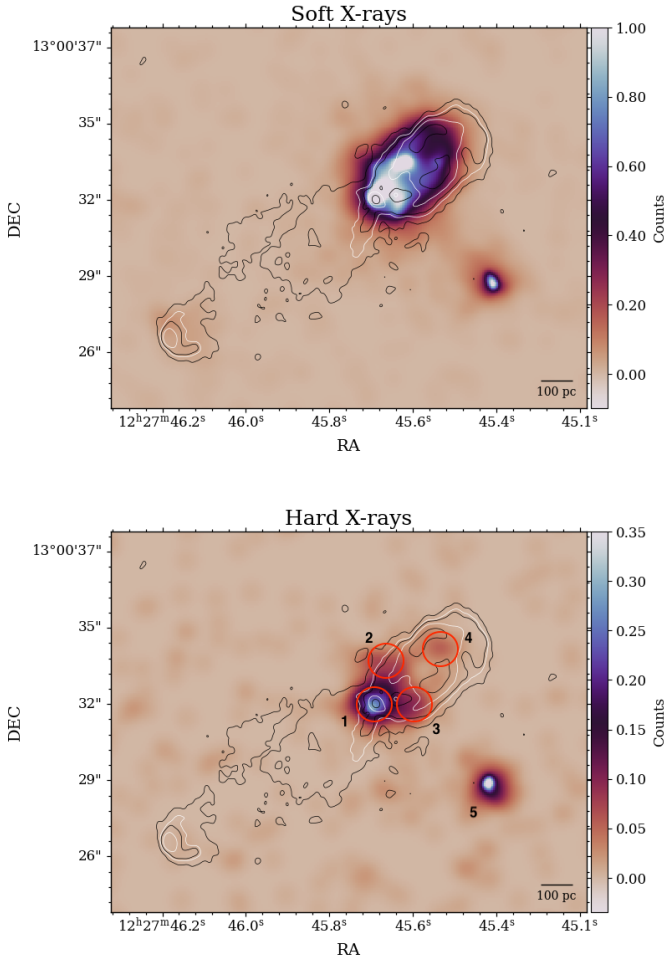 Soft X-rays
13°00'37"
35"
32"
29"
26"
DEC
12ʰ27ᵐ46.2ˢ 46.0ˢ 45.8ˢ 45.6ˢ 45.4ˢ 45.1ˢ
RA
100 pc
1.00
0.80
0.60
0.40
0.20
0.00
Counts
Hard X-rays
13°00'37"
35"
32"
29"
26"
DEC
2
4
1
3
5
12ʰ27ᵐ46.2ˢ 46.0ˢ 45.8ˢ 45.6ˢ 45.4ˢ 45.1ˢ
RA
100 pc
0.35
0.30
0.25
0.20
0.15
0.10
0.05
0.00
Counts